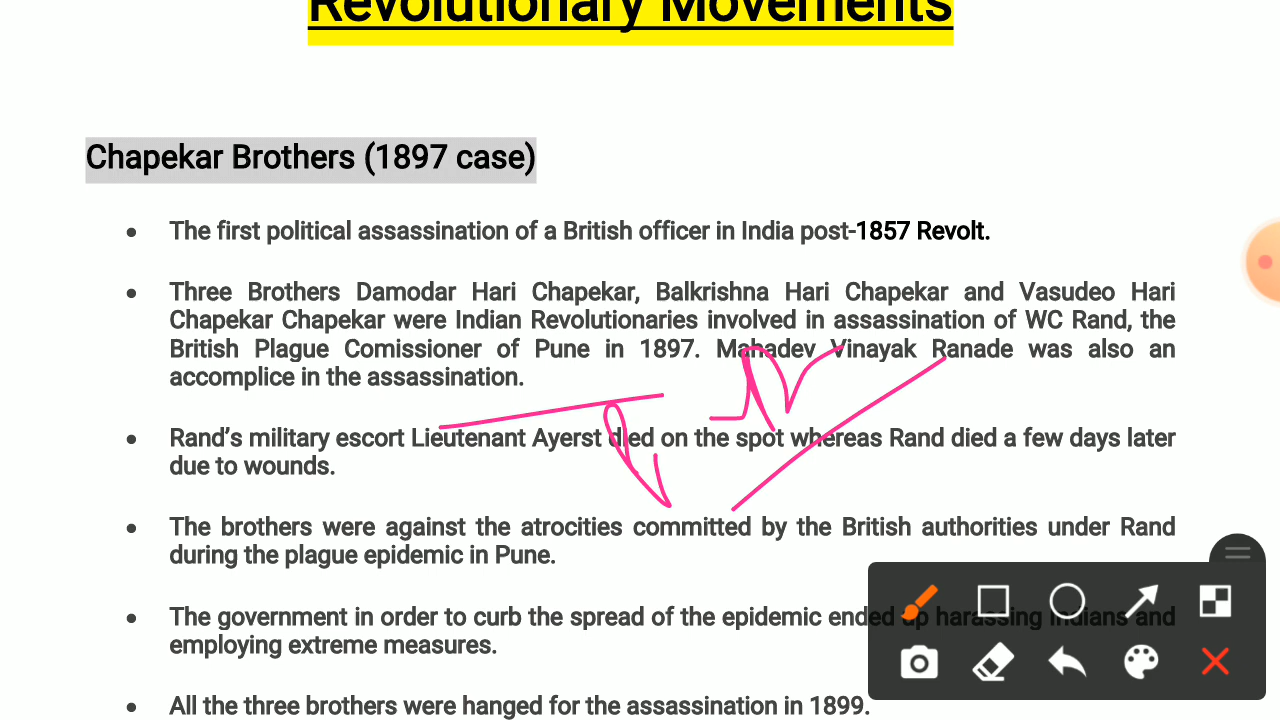 Revolutionary Movements
Chapekar Brothers (1897 case)
The first political assassination of a British officer in India post-1857 Revolt.
Three Brothers Damodar Hari Chapekar, Balkrishna Hari Chapekar and Vasudeo Hari
Chapekar Chapekar were Indian Revolutionaries involved in assassination of WC Rand, the
British Plague Comissioner of Pune in 1897. Mahadev Vinayak Ranade was also an
accomplice in the assassination.
Rand’s military escort Lieutenant Ayerst died on the spot whereas Rand died a few days later
due to wounds.
The brothers were against the atrocities committed by the British authorities under Rand
during the plague epidemic in Pune.
The government in order to curb the spread of the epidemic ended up harassing Indians and
employing extreme measures.
All the three brothers were hanged for the assassination in 1899.